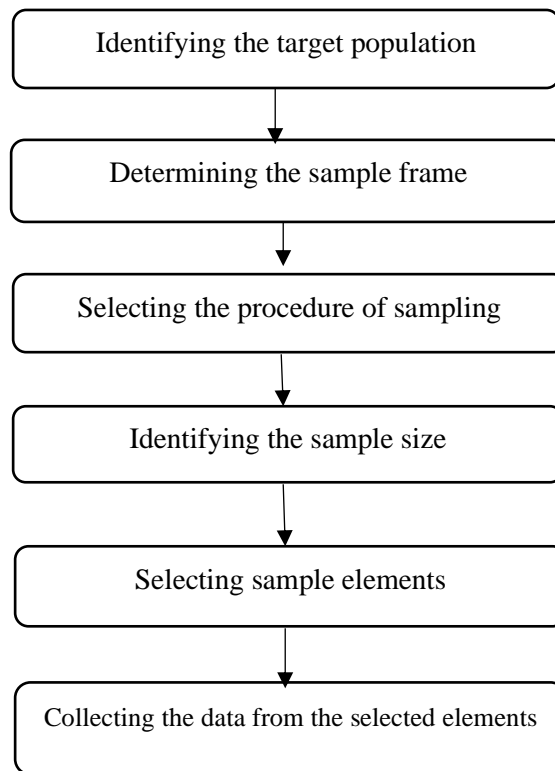 Identifying the target population
Determining the sample frame
Selecting the procedure of sampling
Identifying the sample size
Selecting sample elements
Collecting the data from the selected elements